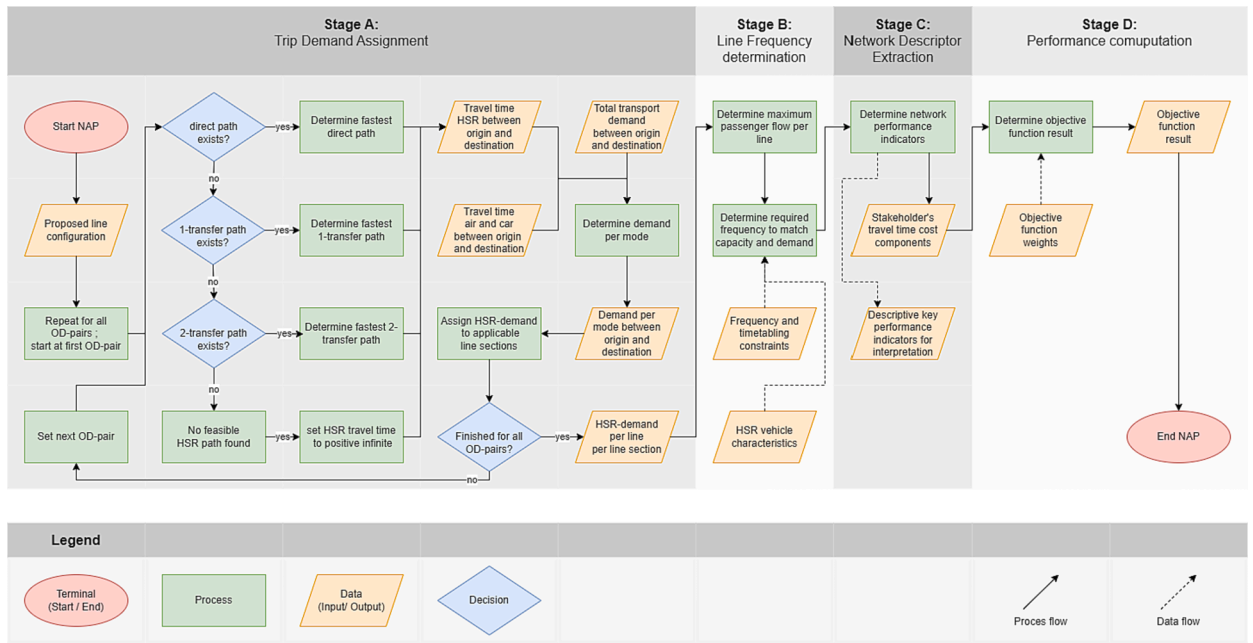 Stage A:
Trip Demand Assignment
Stage B:
Line Frequency
determination
Stage C:
Network Descriptor
Extraction
Stage D:
Performance comuputation
Start NAP
Proposed line
configuration
Repeat for all
OD-pairs ;
start at first OD-pair
Set next OD-pair
direct path
exists?
yes
no
1-transfer path
exists?
yes
no
2-transfer path
exists?
yes
no
No feasible
HSR path found
yes
Determine fastest
direct path
Determine fastest
1-transfer path
Determine fastest 2-
transfer path
set HSR travel time
to positive infinite
Travel time
HSR between
origin and
destination
Travel time
air and car
between origin
and destination
Assign HSR-demand
to applicable
line sections
Finished for all
OD-pairs?
yes
no
Total transport
demand
between origin
and destination
Determine demand
per mode
Demand per
mode between
origin and
destination
HSR-demand
per line
per line section
Determine maximum
passenger flow per
line
Determine required
frequency to match
capacity and demand
Frequency and
timetabling
constraints
HSR vehicle
characteristics
Determine network
performance
indicators
Stakeholder's
travel time cost
components
Descriptive key
performance
indicators for
interpretation
Determine objective
function result
Objective
function
weights
Objective
function
result
End NAP
Legend
Terminal
(Start / End)
Process
Data
(Input/ Output)
Decision
Proces flow
Data flow